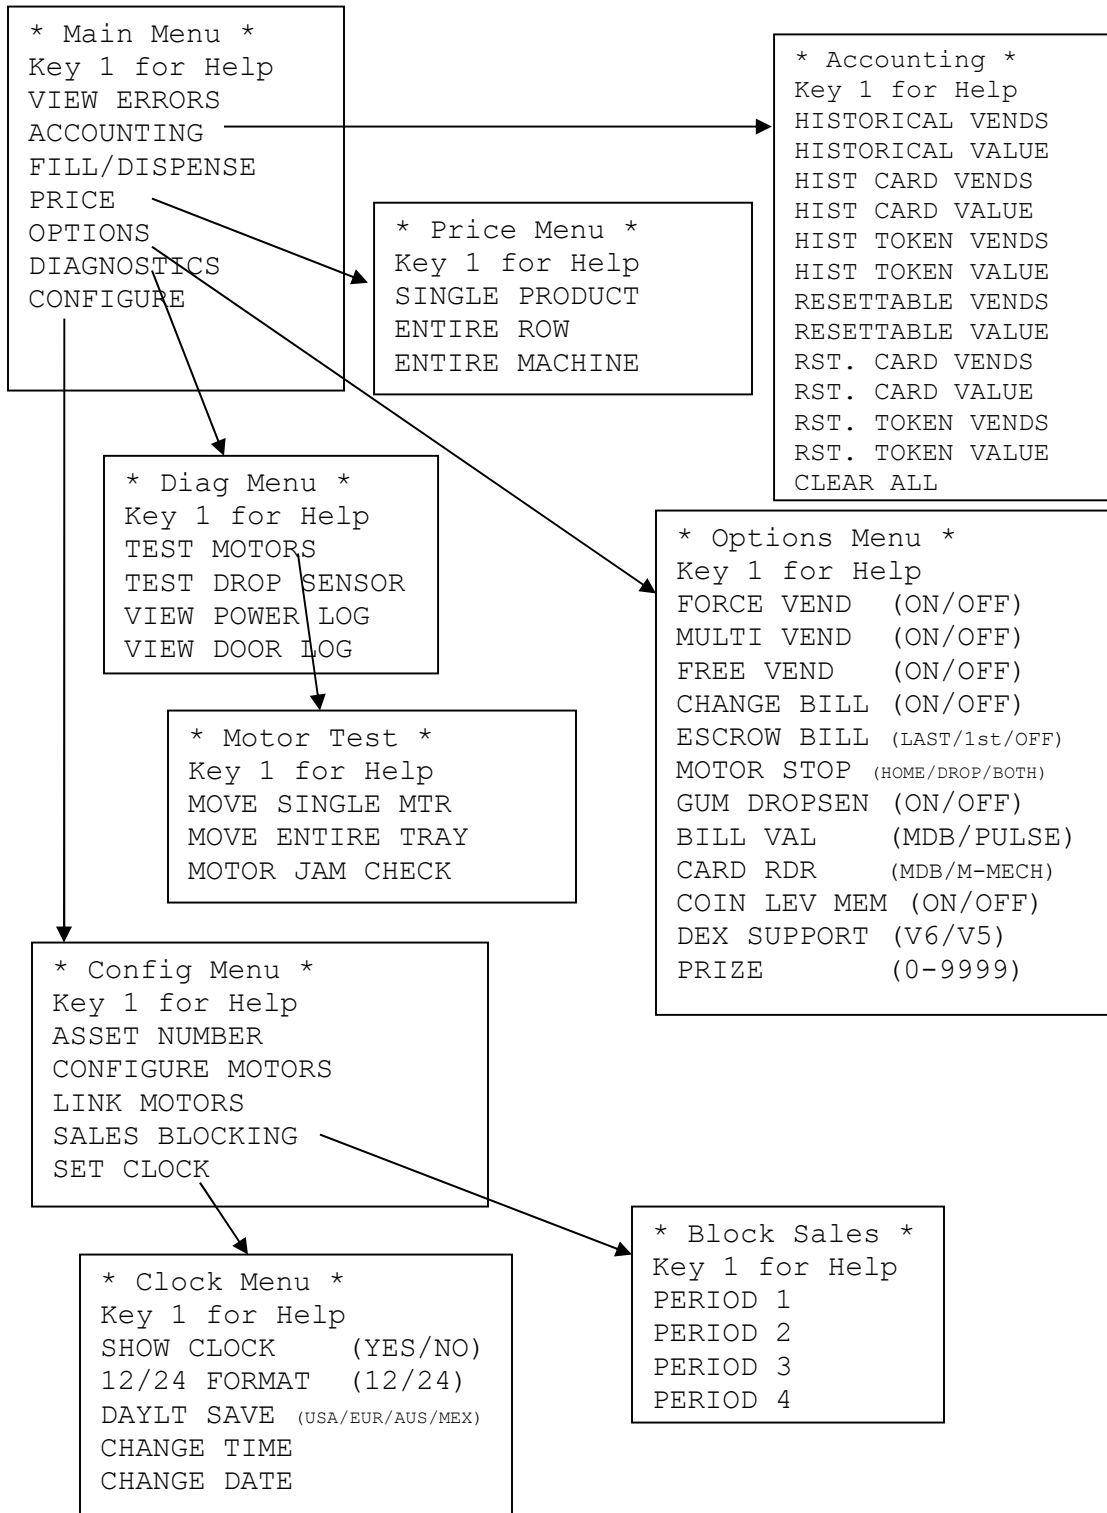 * Main Menu *
Key 1 for Help
VIEW ERRORS
ACCOUNTING
FILL/DISPENSE
PRICE
OPTIONS
DIAGNOSTICS
CONFIGURE
* Accounting *
Key 1 for Help
HISTORICAL VENDS
HISTORICAL VALUE
HIST CARD VENDS
HIST CARD VALUE
HIST TOKEN VENDS
HIST TOKEN VALUE
RESETTABLE VENDS
RESETTABLE VALUE
RST. CARD VENDS
RST. CARD VALUE
RST. TOKEN VENDS
RST. TOKEN VALUE
CLEAR ALL
* Price Menu *
Key 1 for Help
SINGLE PRODUCT
ENTIRE ROW
ENTIRE MACHINE
* Diag Menu *
Key 1 for Help
TEST MOTORS
TEST DROP SENSOR
VIEW POWER LOG
VIEW DOOR LOG
* Options Menu *
Key 1 for Help
FORCE VEND (ON/OFF)
MULTI VEND (ON/OFF)
FREE VEND (ON/OFF)
CHANGE BILL (ON/OFF)
ESCROW BILL (LAST/1st/OFF)
MOTOR STOP (HOME/DROP/BOTH)
GUM DROPSEN (ON/OFF)
BILL VAL (MDB/PULSE)
CARD RDR (MDB/M-MECH)
COIN LEV MEM (ON/OFF)
DEX SUPPORT (V6/V5)
PRIZE (0-9999)
* Motor Test *
Key 1 for Help
MOVE SINGLE MTR
MOVE ENTIRE TRAY
MOTOR JAM CHECK
* Config Menu *
Key 1 for Help
ASSET NUMBER
CONFIGURE MOTORS
LINK MOTORS
SALES BLOCKING
SET CLOCK
* Block Sales *
Key 1 for Help
PERIOD 1
PERIOD 2
PERIOD 3
PERIOD 4
* Clock Menu *
Key 1 for Help
SHOW CLOCK (YES/NO)
12/24 FORMAT (12/24)
DAYLT SAVE (USA/EUR/AUS/MEX)
CHANGE TIME
CHANGE DATE